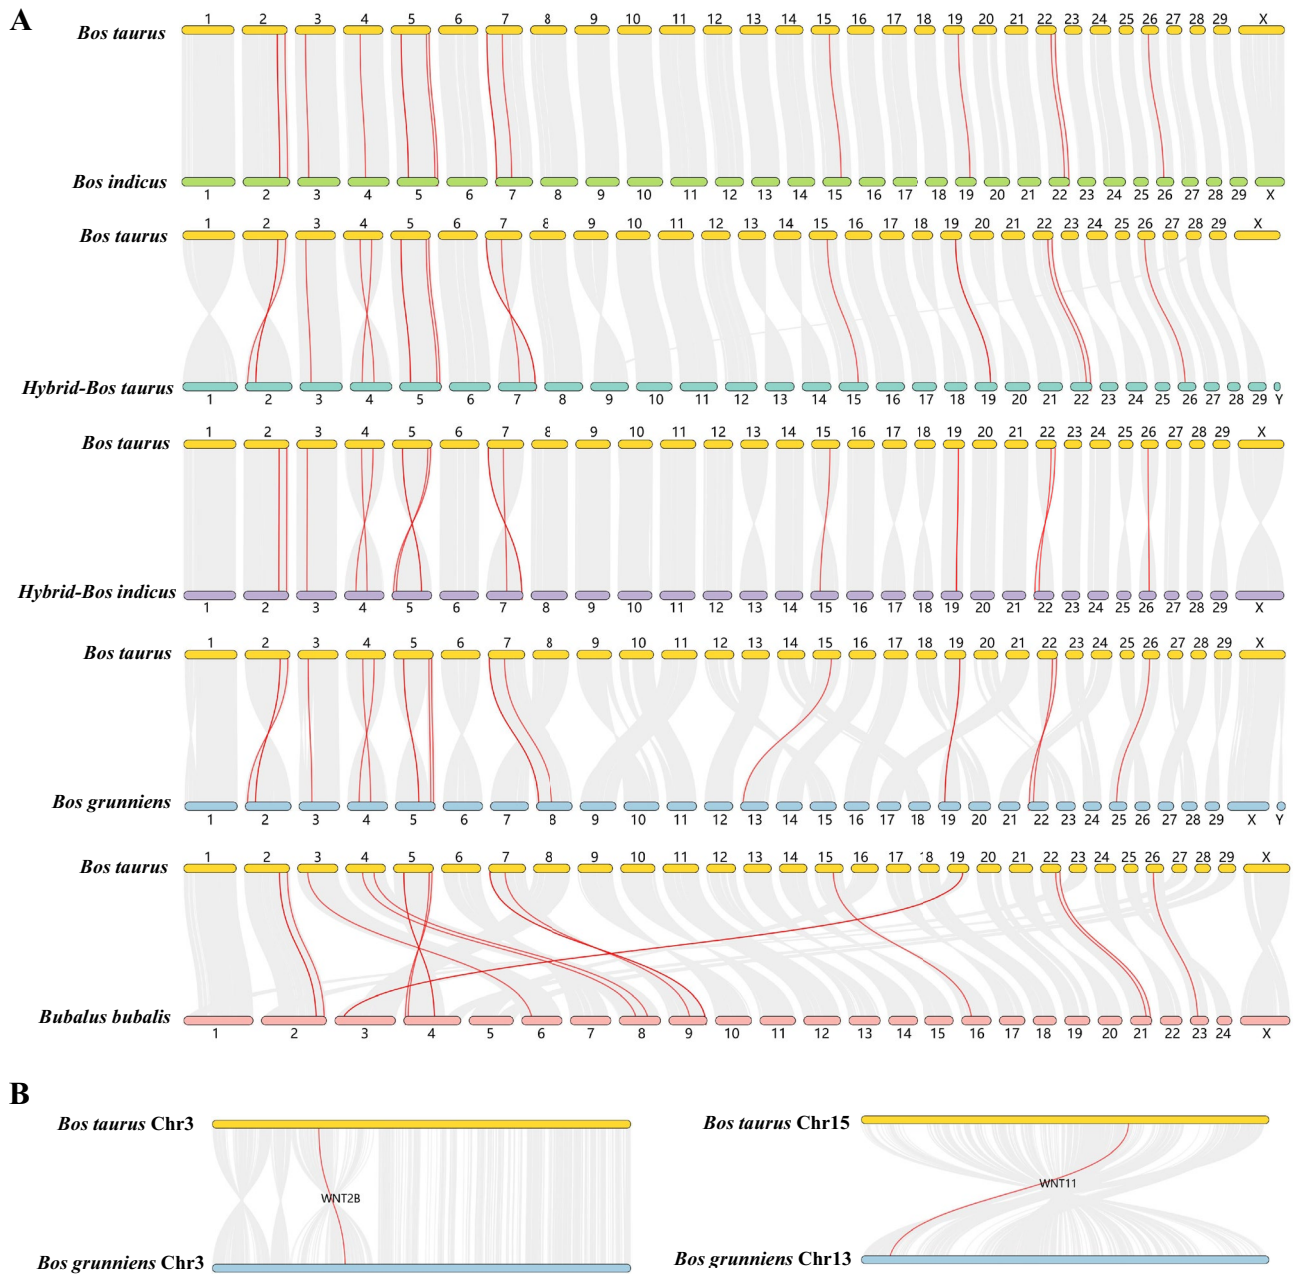 A
1 2 3 4 5 6 7 8 9 10 11 12 13 14 15 16 17 18 19 20 21 22 23 24 25 26 27 28 29 X
Bos taurus
Bos indicus
1 2 3 4 5 6 7 8 9 10 11 12 13 14 15 16 17 18 19 20 21 22 23 24 25 26 27 28 29 X
1 2 3 4 5 6 7 8 9 10 11 12 13 14 15 16 17 18 19 20 21 22 23 24 25 26 27 28 29 X
Bos taurus
Hybrid-Bos taurus
1 2 3 4 5 6 7 8 9 10 11 12 13 14 15 16 17 18 19 20 21 22 23 24 25 26 27 28 29 Y
1 2 3 4 5 6 7 8 9 10 11 12 13 14 15 16 17 18 19 20 21 22 23 24 25 26 27 28 29 X
Bos taurus
Hybrid-Bos indicus
1 2 3 4 5 6 7 8 9 10 11 12 13 14 15 16 17 18 19 20 21 22 23 24 25 26 27 28 29 X
1 2 3 4 5 6 7 8 9 10 11 12 13 14 15 16 17 18 19 20 21 22 23 24 25 26 27 28 29 X
Bos taurus
Bos grunniens
1 2 3 4 5 6 7 8 9 10 11 12 13 14 15 16 17 18 19 20 21 22 23 24 25 26 27 28 29 X Y
1 2 3 4 5 6 7 8 9 10 11 12 13 14 15 16 17 18 19 20 21 22 23 24 25 26 27 28 29 X
Bos taurus
Bubalus bubalis
1 2 3 4 5 6 7 8 9 10 11 12 13 14 15 16 17 18 19 20 21 22 23 24 X
B
Bos taurus Chr3
WNT2B
Bos grunniens Chr3
Bos taurus Chr15
WNT11
Bos grunniens Chr13